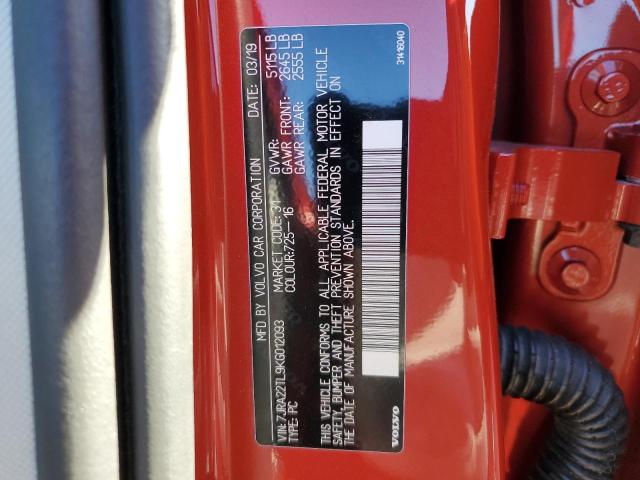 MFD BY VOLVO CAR CORPORATION DATE: 03/19
GVWR: 5115 LB
MARKET CODE:31 GAWR FRONT: 2645 LB
COLOUR:725—16 GAWR REAR: 2555 LB
VIN: 7JRA22TL9KG012093
TYPE: PC
THIS VEHICLE CONFORMS TO ALL APPLICABLE FEDERAL MOTOR VEHICLE
SAFETY, BUMPER AND THEFT PREVENTION STANDARDS IN EFFECT ON
THE DATE OF MANUFACTURE SHOWN ABOVE.
VOLVO
31416040